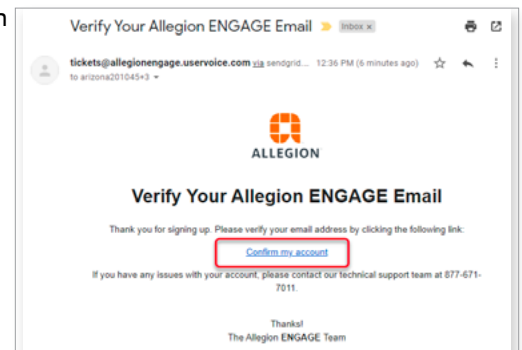 n
Verify Your Allegion ENGAGE Email
Inbox x
tickets@allegionengage.uservoice.com via sendgrid... 12:36 PM (6 minutes ago)
to arizona201045+3
ALLEGION
Verify Your Allegion ENGAGE Email
Thank you for signing up. Please verify your email address by clicking the following link:
Confirm my account
If you have any issues with your account, please contact our technical support team at 877-671-
7011.
Thanks!
The Allegion ENGAGE Team